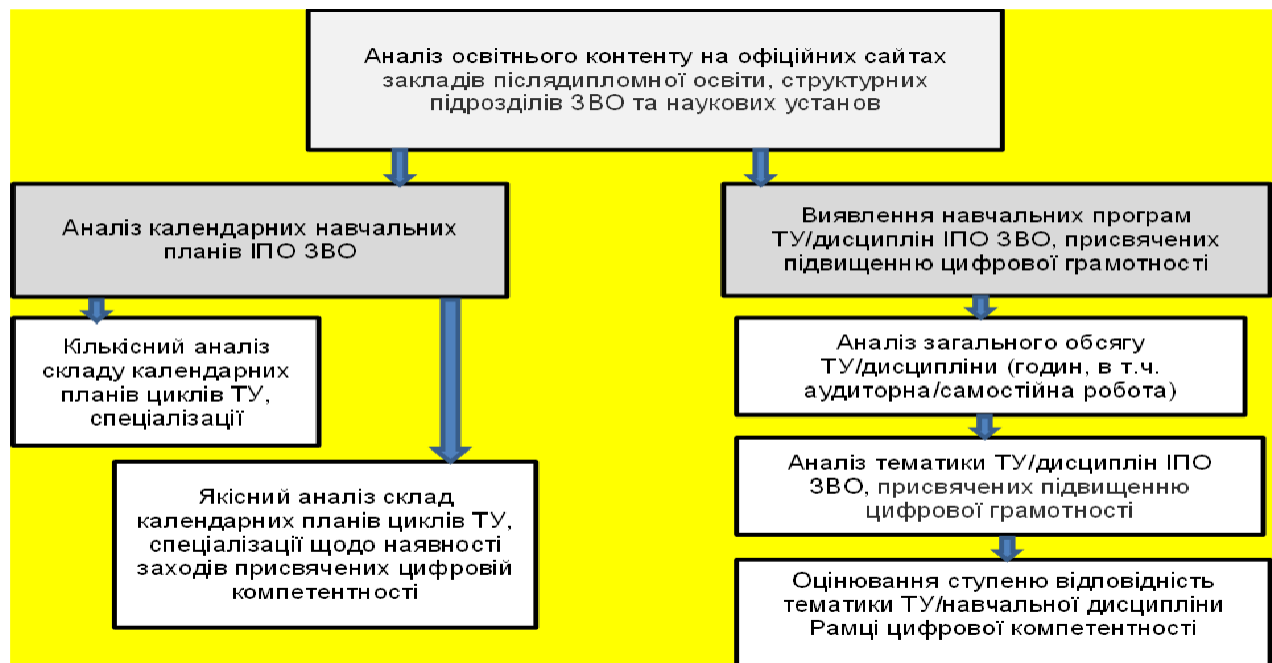 Аналіз освітнього контенту на офіційних сайтах
закладів післядипломної освіти, структурних
підрозділів ЗВО та наукових установ
Аналіз календарних навчальних
планів ІПО ЗВО
Виявлення навчальних програм
ТУ/дисциплін ІПО ЗВО, присвячених
підвищенню цифрової грамотності
Кількісний аналіз
складу календарних
планів циклів ТУ,
спеціалізації
Якісний аналіз склад
календарних планів циклів ТУ,
спеціалізації щодо наявності
заходів присвячених цифровій
компетентності
Аналіз загального обсягу
ТУ/дисципліни (годин, в т.ч.
аудиторна/самостійна робота)
Аналіз тематики ТУ/дисциплін ІПО
ЗВО, присвячених підвищенню
цифрової грамотності
Оцінювання ступеню відповідність
тематики ТУ/навчальної дисципліни
Рамці цифрової компетентності